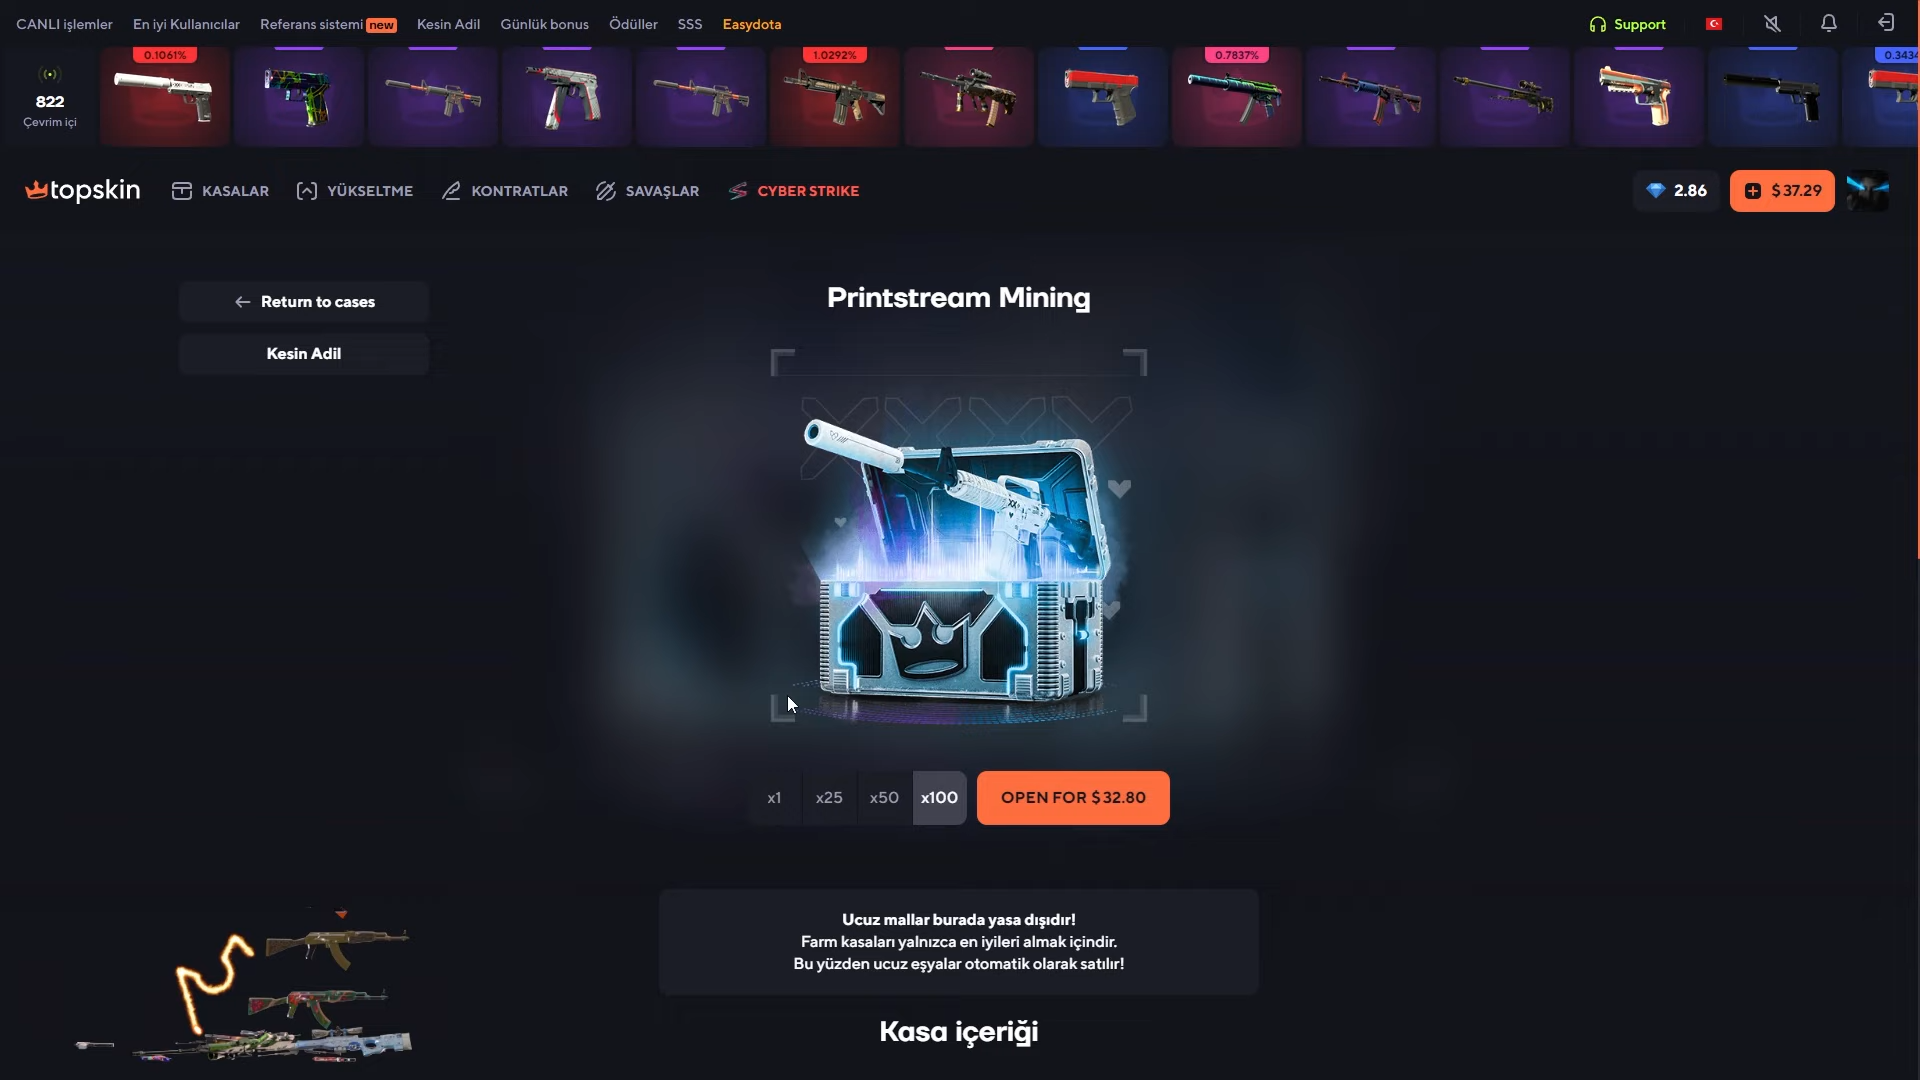 CANLI işlemler En iyi Kullanıcılar Referans sistemi new Kesin Adil Günlük bonus Ödüller SSS Easydota Support
0.1061% 1.0292% 0.7837%
822
Çevrim içi
topskin KASALAR YÜKSELTME KONTRATLAR SAVAŞLAR CYBER STRIKE 2.86 $ 37.29
Return to cases
Kesin Adil
Printstream Mining
x1 x25 x50 x100 OPEN FOR $ 32.80
Ucuz mallar burada yasa dışıdır!
Farm kasaları yalnızca en iyileri almak içindir.
Bu yüzden ucuz eşyalar otomatik olarak satılır!
Kasa içeriği